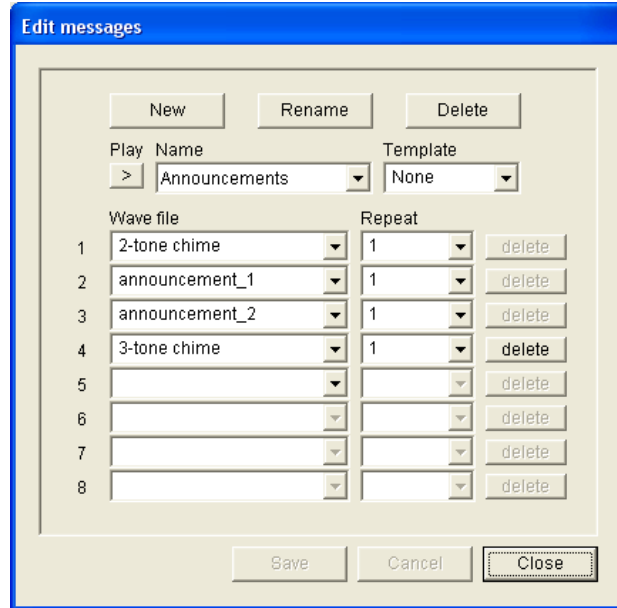 Edit messages
New Rename Delete
Play Name Template
> Announcements None
Wave file Repeat
1 2-tone chime 1 delete
2 announcement_1 1 delete
3 announcement_2 1 delete
4 3-tone chime 1 delete
5 delete
6 delete
7 delete
8 delete
Save Cancel Close